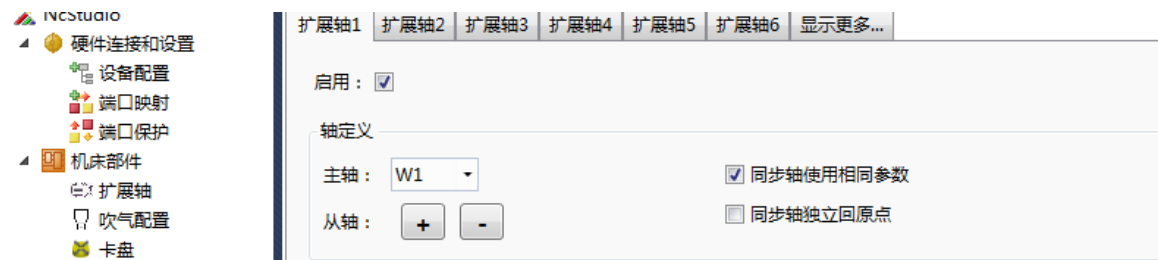 NcStudio
硬件连接和设置
设备配置
端口映射
端口保护
机床部件
扩展轴
吹气配置
卡盘
扩展轴1 扩展轴2 扩展轴3 扩展轴4 扩展轴5 扩展轴6 显示更多...
启用：
轴定义
主轴： W1 同步轴使用相同参数
从轴： + - 同步轴独立回原点